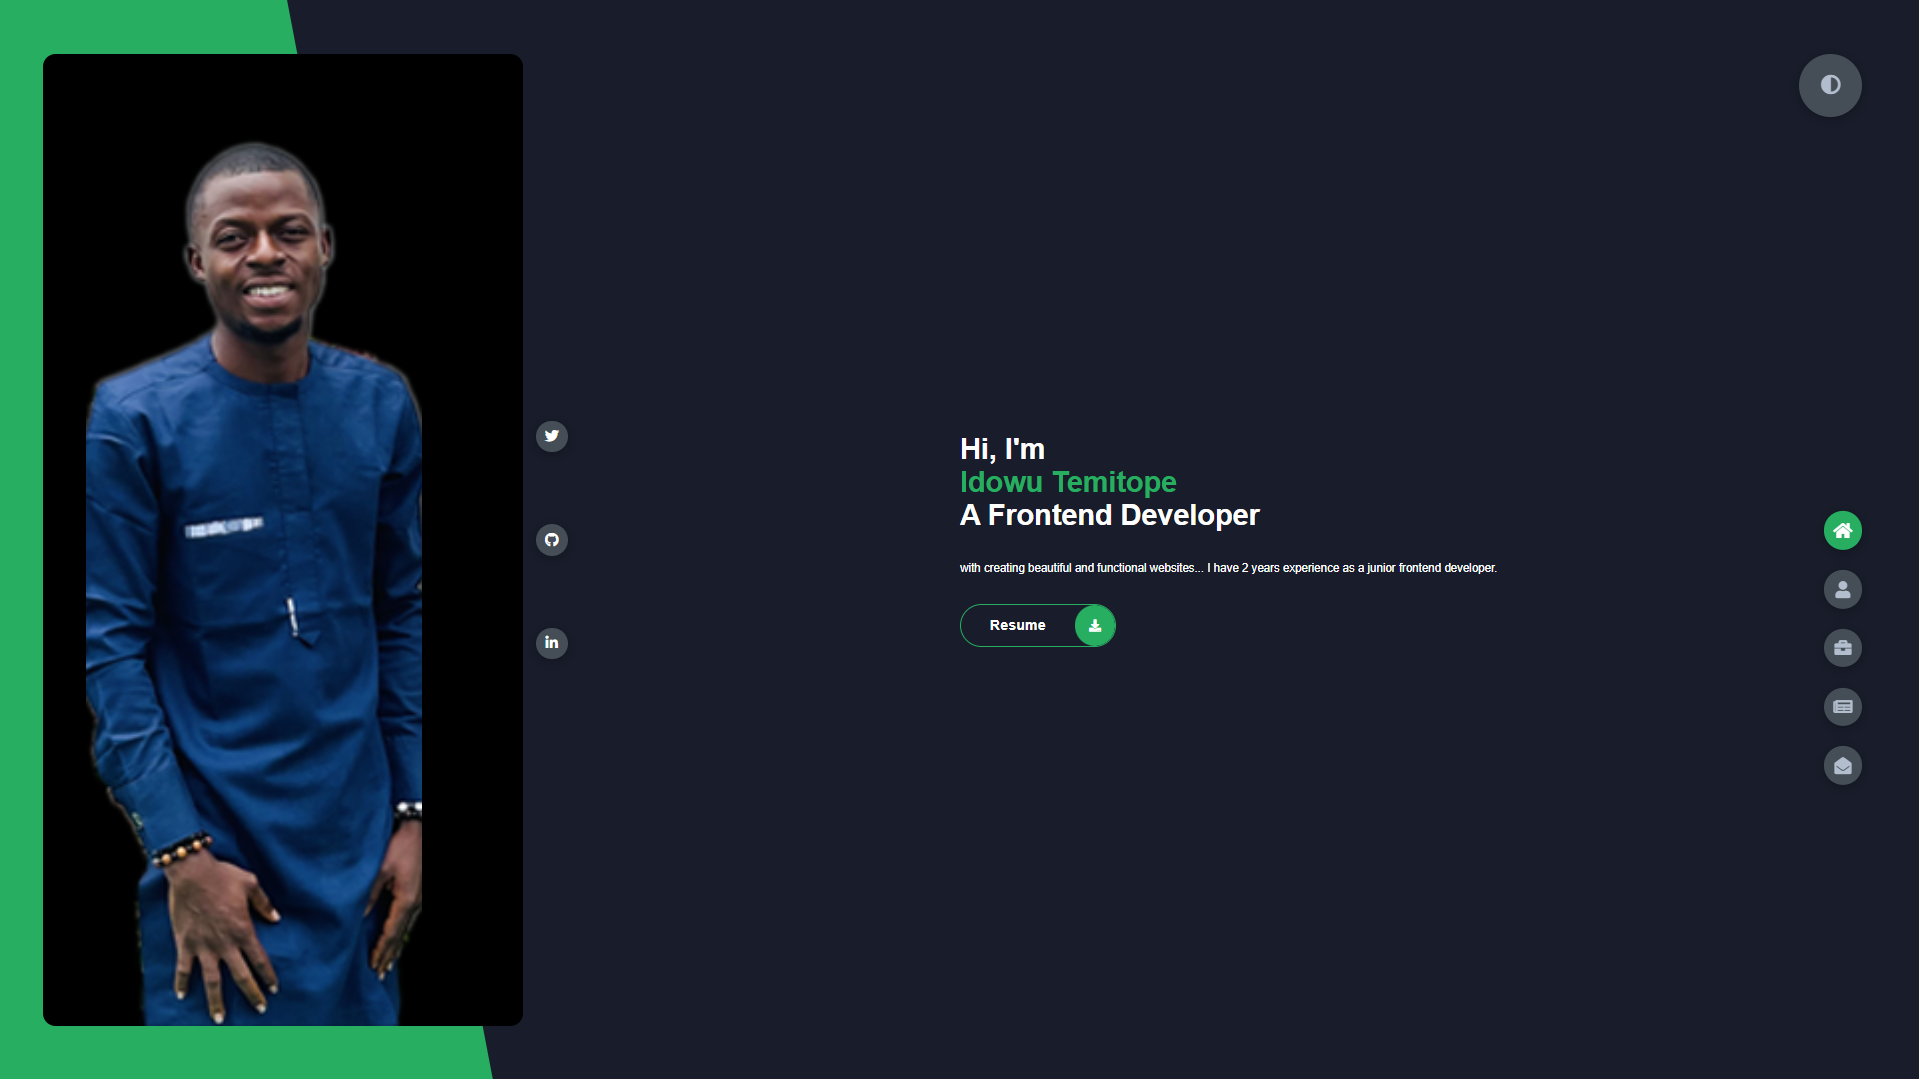 Hi, I'm
Idowu Temitope
A Frontend Developer
with creating beautiful and functional websites... I have 2 years experience as a junior frontend developer.
Resume